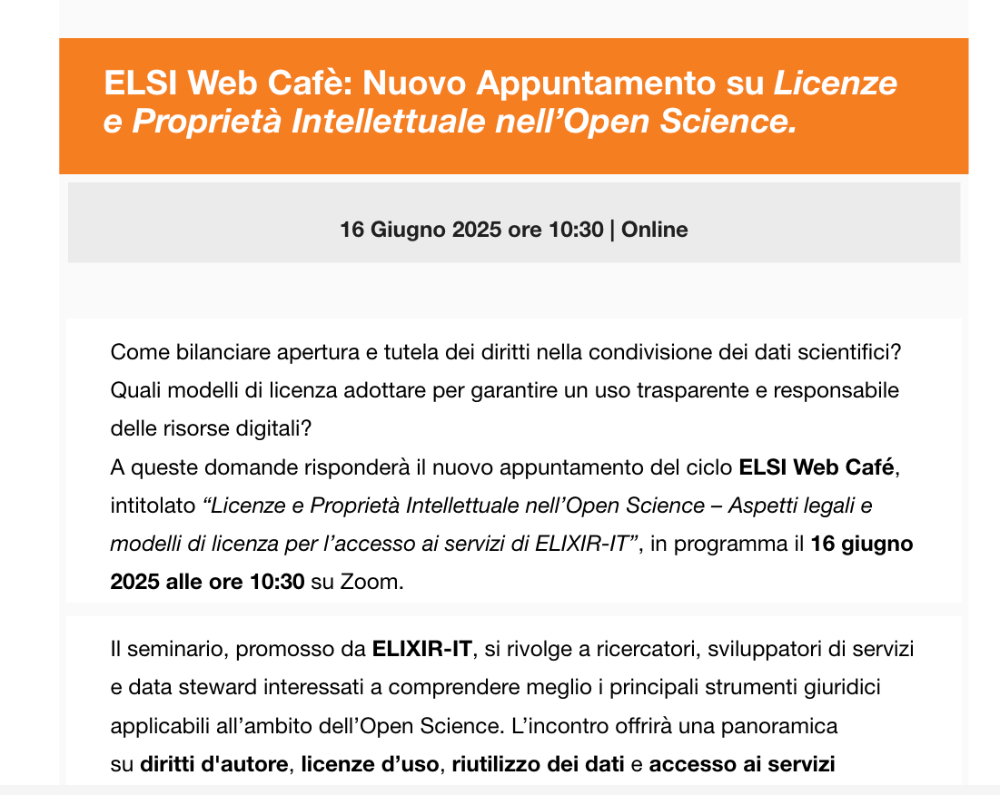 ELSI Web Cafè: Nuovo Appuntamento su Licenze
e Proprietà Intellettuale nell’Open Science.
16 Giugno 2025 ore 10:30 | Online
Come bilanciare apertura e tutela dei diritti nella condivisione dei dati scientifici?
Quali modelli di licenza adottare per garantire un uso trasparente e responsabile
delle risorse digitali?
A queste domande risponderà il nuovo appuntamento del ciclo ELSI Web Café,
intitolato “Licenze e Proprietà Intellettuale nell’Open Science – Aspetti legali e
modelli di licenza per l’accesso ai servizi di ELIXIR-IT”, in programma il 16 giugno
2025 alle ore 10:30 su Zoom.
Il seminario, promosso da ELIXIR-IT, si rivolge a ricercatori, sviluppatori di servizi
e data steward interessati a comprendere meglio i principali strumenti giuridici
applicabili all’ambito dell’Open Science. L’incontro offrirà una panoramica
su diritti d'autore, licenze d’uso, riutilizzo dei dati e accesso ai servizi